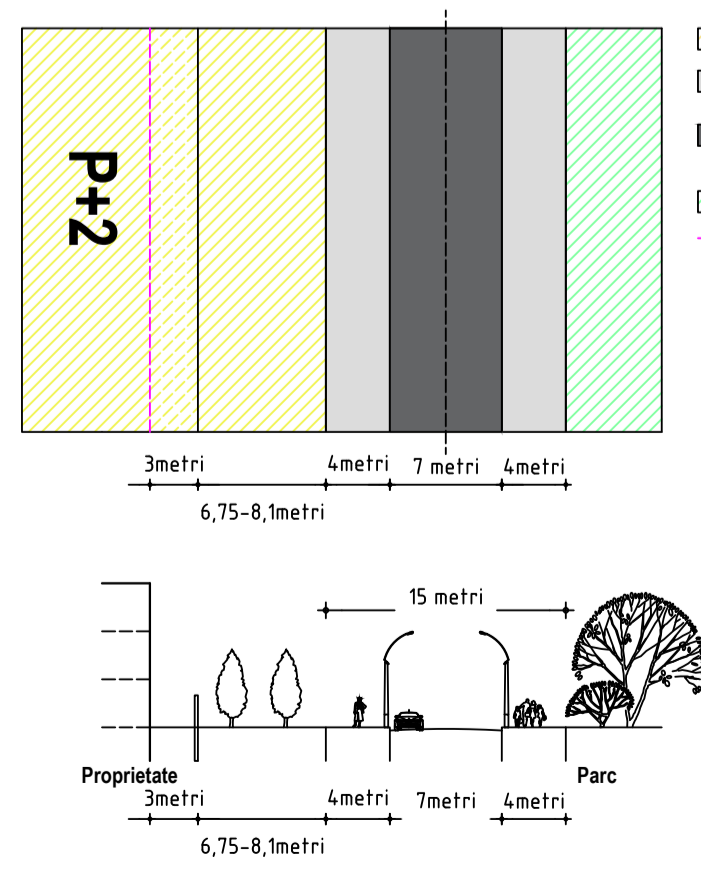 P+2
3metri
4metri
7 metri
4metri
6,75-8,1metri
15 metri
Proprietate
Parc
3metri
4metri
7metri
4metri
6,75-8,1metri